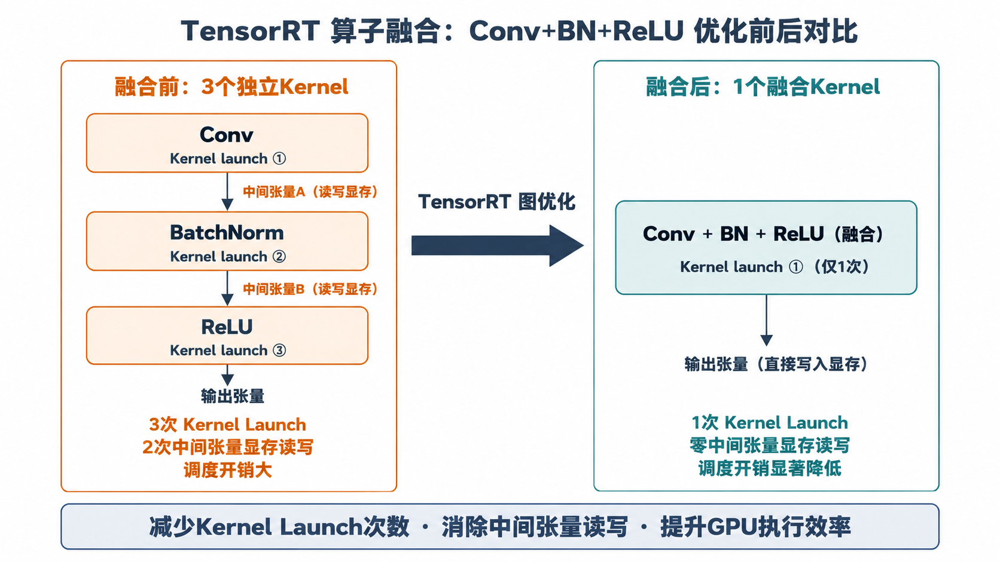 TensorRT 算子融合：Conv+BN+ReLU 优化前后对比
融合前：3个独立Kernel
Conv
Kernel launch ①
中间张量A（读写显存）
BatchNorm
Kernel launch ②
中间张量B（读写显存）
ReLU
Kernel launch ③
输出张量
3次 Kernel Launch
2次中间张量显存读写
调度开销大
TensorRT 图优化
融合后：1个融合Kernel
Conv + BN + ReLU（融合）
Kernel launch ①（仅1次）
输出张量（直接写入显存）
1次 Kernel Launch
零中间张量显存读写
调度开销显著降低
减少Kernel Launch次数 · 消除中间张量读写 · 提升GPU执行效率